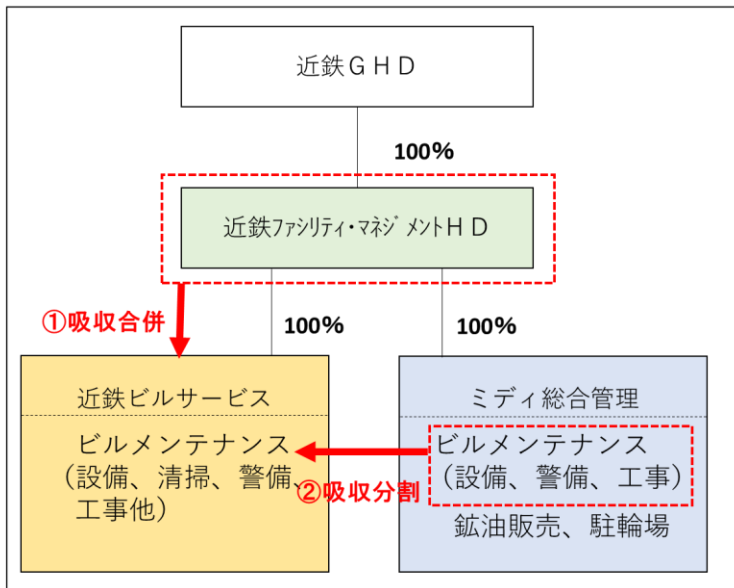 近鉄ＧＨＤ
100%
近鉄ﾌｧｼﾘﾃｨ・ﾏﾈｼﾞﾒﾝﾄＨＤ
①吸収合併
100%
100%
近鉄ビルサービス
ビルメンテナンス
（設備、清掃、警備、
工事他）
②吸収分割
ミディ総合管理
ビルメンテナンス
（設備、警備、工事）
鉱油販売、駐輪場